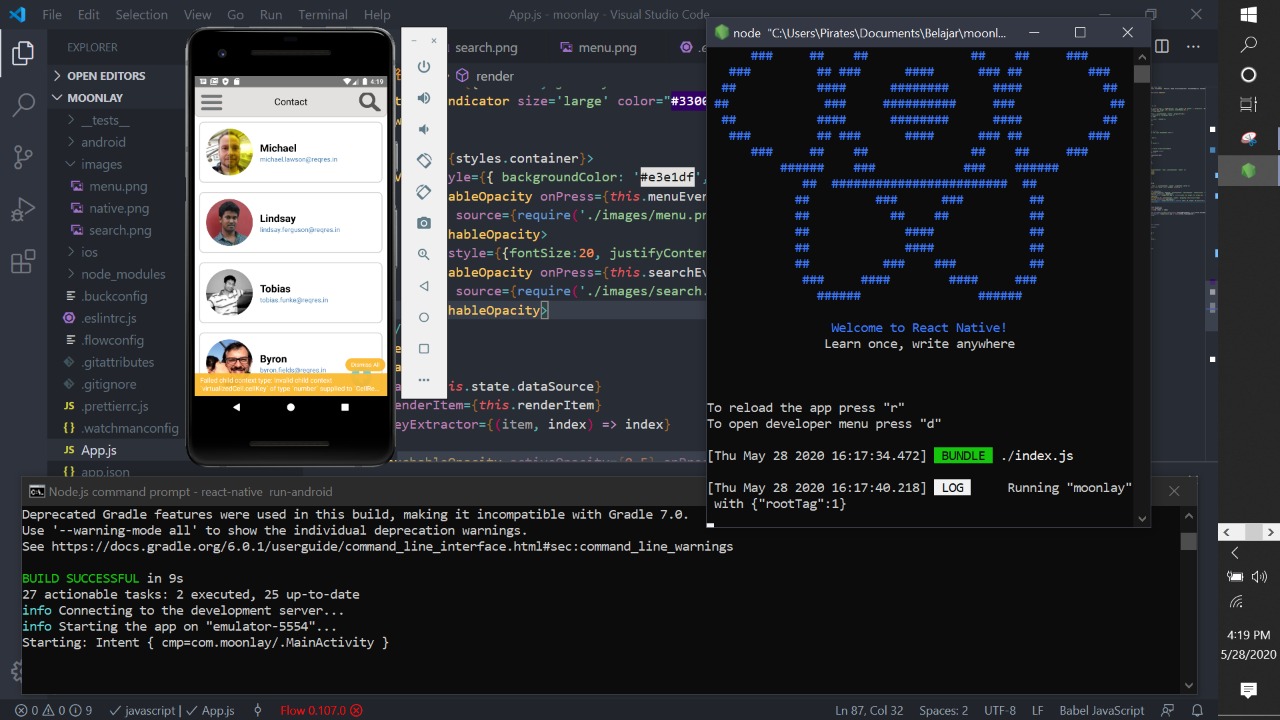 File Edit Selection View Go Run Terminal Help App.js - moonlay - Visual Studio Code
EXPLORER
OPEN EDITORS
MOONLAY
__tests__
android
images
menu.png
native.png
search.png
ios
node_modules
.buckconfig
.eslintrc.js
.flowconfig
.gitattributes
.gitignore
.prettierrc.js
.watchmanconfig
App.js
app.json
4:19
Contact
Michael
michael.lawson@reqres.in
Lindsay
lindsay.ferguson@reqres.in
Tobias
tobias.funke@reqres.in
Byron
byron.fields@reqres.in
Dismiss All
Failed child context type: Invalid child context
`virtualizedCell.cellKey` of type `number` supplied to `CellRe...
search.png menu.png
render
ndicator size='large' color="#3300
styles.container}>
yle={{ backgroundColor: '#e3e1df',
hableOpacity onPress={this.menuEven
source={require('./images/menu.pn
hableOpacity>
style={{fontSize:20, justifyConten
hableOpacity onPress={this.searchEv
source={require('./images/search.
hableOpacity>
is.state.dataSource}
enderItem={this.renderItem}
eyExtractor={(item, index) => index}
node "C:\Users\Pirates\Documents\Belajar\moonl...
Welcome to React Native!
Learn once, write anywhere
To reload the app press "r"
To open developer menu press "d"
[Thu May 28 2020 16:17:34.472] BUNDLE ./index.js
[Thu May 28 2020 16:17:40.218] LOG Running "moonlay"
with {"rootTag":1}
Node.js command prompt - react-native run-android
Deprecated Gradle features were used in this build, making it incompatible with Gradle 7.0.
Use '--warning-mode all' to show the individual deprecation warnings.
See https://docs.gradle.org/6.0.1/userguide/command_line_interface.html#sec:command_line_warnings
BUILD SUCCESSFUL in 9s
27 actionable tasks: 2 executed, 25 up-to-date
info Connecting to the development server...
info Starting the app on "emulator-5554"...
Starting: Intent { cmp=com.moonlay/.MainActivity }
0 0 9 javascript | App.js Flow 0.107.0 Ln 87, Col 32 Spaces: 2 UTF-8 LF Babel JavaScript
4:19 PM
5/28/2020